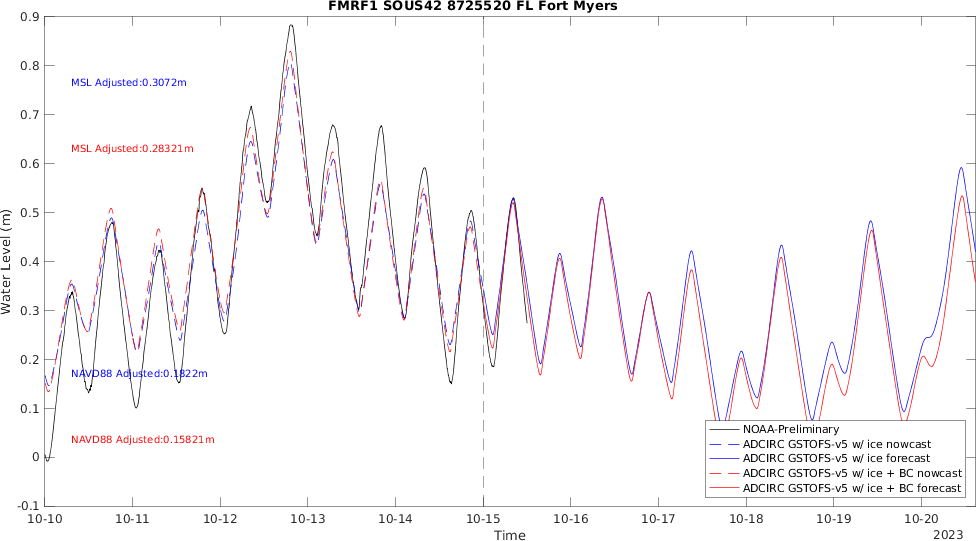 FMRF1 SOUS42 8725520 FL Fort Myers
0.9
0.8
0.7
0.6
0.5
0.4
0.3
0.2
0.1
0
-0.1
Water Level (m)
MSL Adjusted:0.3072m
MSL Adjusted:0.28321m
NAVD88 Adjusted:0.1822m
NAVD88 Adjusted:0.15821m
NOAA-Preliminary
ADCIRC GSTOFS-v5 w/ ice nowcast
ADCIRC GSTOFS-v5 w/ ice forecast
ADCIRC GSTOFS-v5 w/ ice + BC nowcast
ADCIRC GSTOFS-v5 w/ ice + BC forecast
10-10 10-11 10-12 10-13 10-14 10-15 10-16 10-17 10-18 10-19 10-20
Time
2023